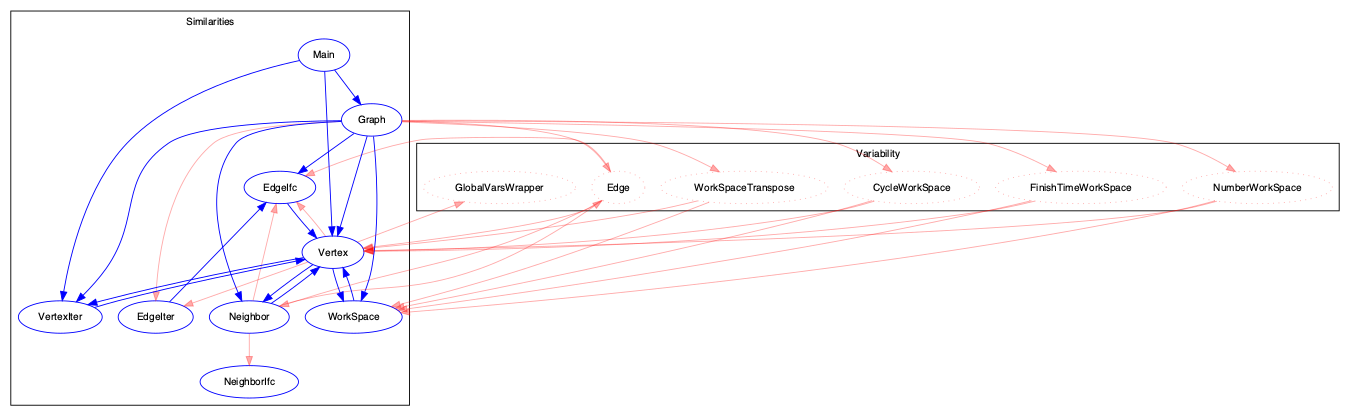 Similarities
Main
Graph
Variability
EdgeIfc
GlobalVarsWrapper
Edge
WorkSpaceTranspose
CycleWorkSpace
FinishTimeWorkSpace
NumberWorkSpace
Vertex
VertexIter
EdgeIter
Neighbor
WorkSpace
NeighborIfc